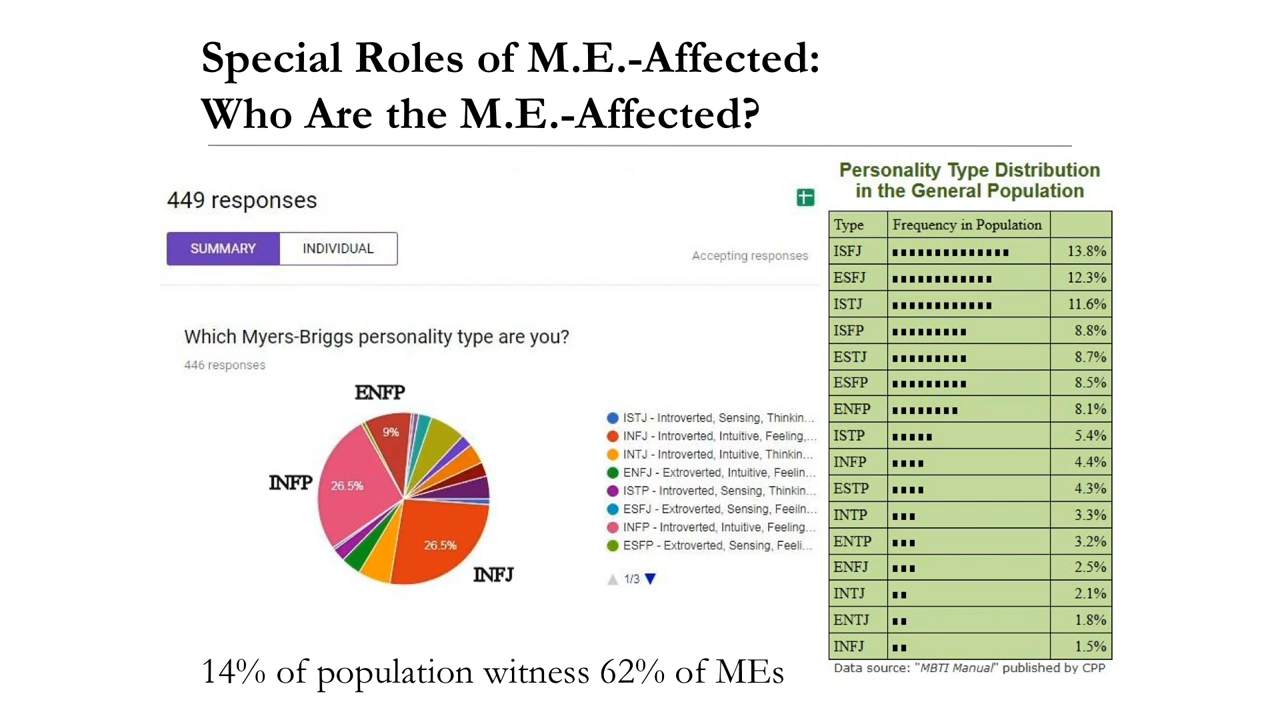 Special Roles of M.E.-Affected:
Who Are the M.E.-Affected?
449 responses
SUMMARY
INDIVIDUAL
Accepting responses
Which Myers-Briggs personality type are you?
446 responses
ENFP
9%
INFP
26.5%
26.5%
INFJ
ISTJ - Introverted, Sensing, Thinkin...
INFJ - Introverted, Intuitive, Feeling,...
INTJ - Introverted, Intuitive, Thinkin...
ENFJ - Extroverted, Intuitive, Feelin...
ISTP - Introverted, Sensing, Thinkin...
ESFJ - Extroverted, Sensing, Feeiln...
INFP - Introverted, Intuitive, Feeling...
ESFP - Extroverted, Sensing, Feeli...
1/3
14% of population witness 62% of MEs
Personality Type Distribution
in the General Population
Type Frequency in Population
ISFJ 13.8%
ESFJ 12.3%
ISTJ 11.6%
ISFP 8.8%
ESTJ 8.7%
ESFP 8.5%
ENFP 8.1%
ISTP 5.4%
INFP 4.4%
ESTP 4.3%
INTP 3.3%
ENTP 3.2%
ENFJ 2.5%
INTJ 2.1%
ENTJ 1.8%
INFJ 1.5%
Data source: "MBTI Manual" published by CPP